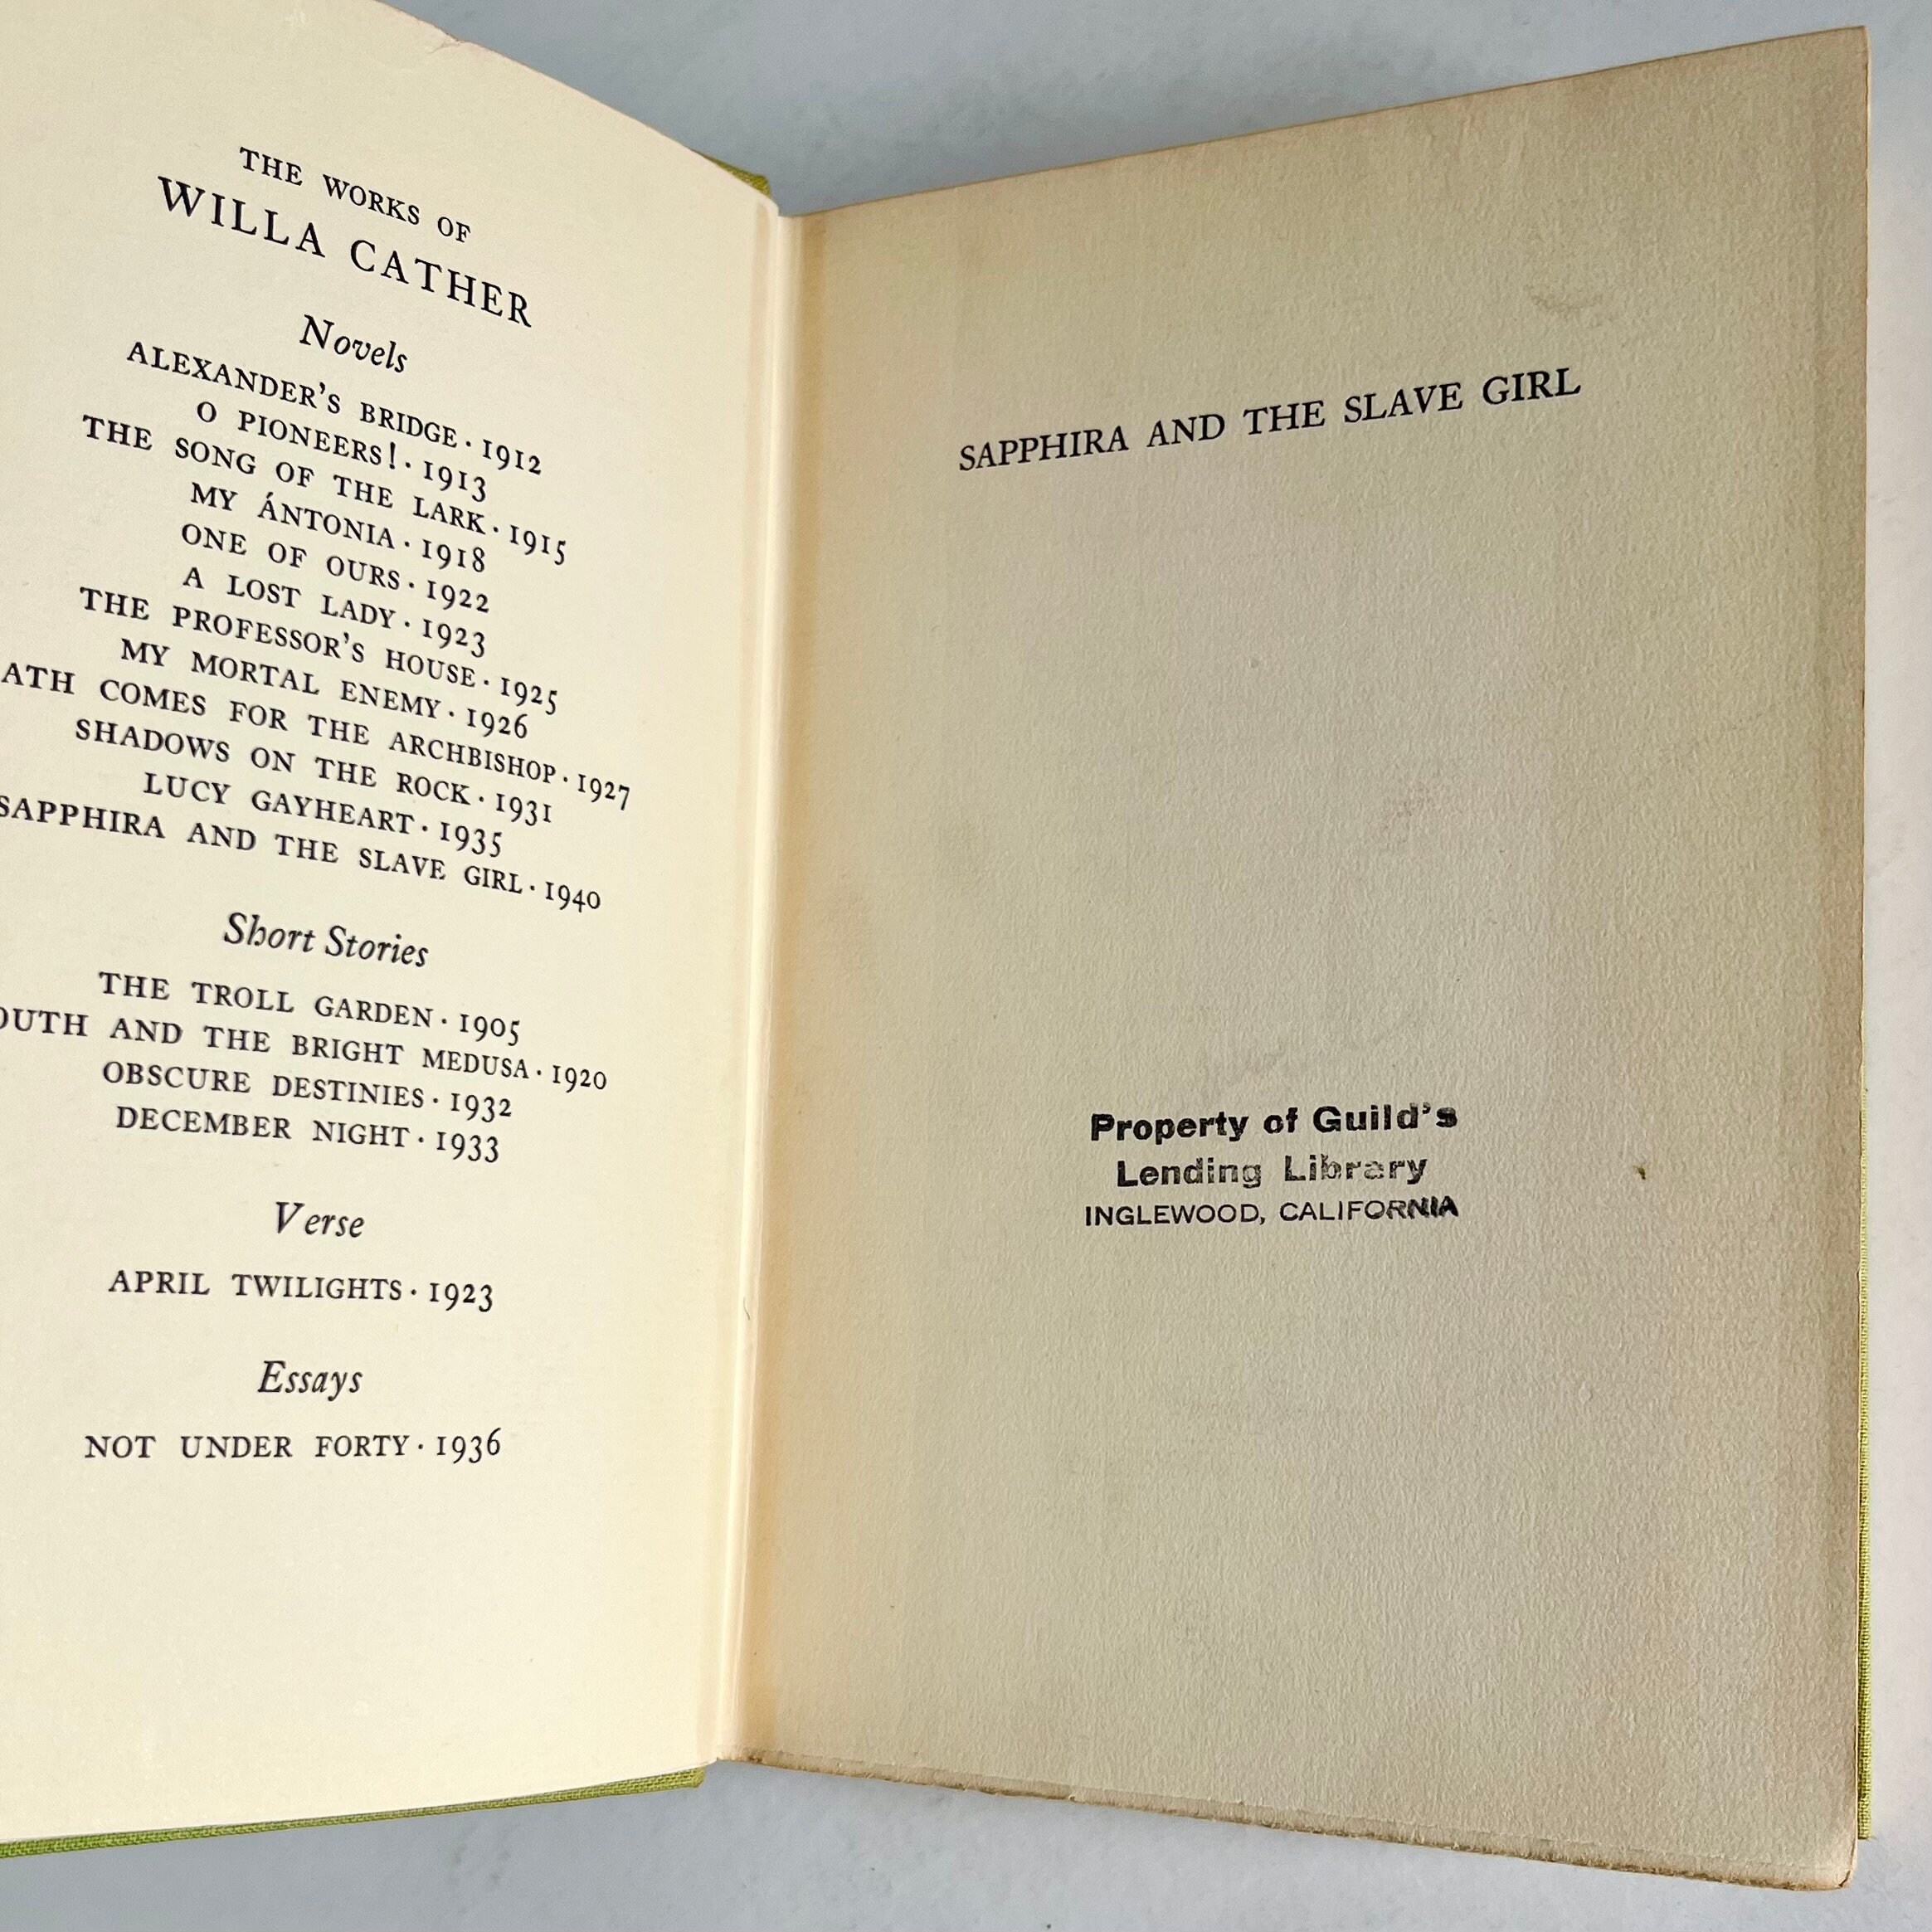 THE WORKS OF
WILLA CATHER
Novels
ALEXANDER'S BRIDGE · 1912
O PIONEERS! · 1913
THE SONG OF THE LARK · 1915
MY ÁNTONIA · 1918
ONE OF OURS · 1922
A LOST LADY · 1923
THE PROFESSOR'S HOUSE · 1925
MY MORTAL ENEMY · 1926
ATH COMES FOR THE ARCHBISHOP · 1927
SHADOWS ON THE ROCK · 1931
LUCY GAYHEART · 1935
SAPPHIRA AND THE SLAVE GIRL · 1940
Short Stories
THE TROLL GARDEN · 1905
OUTH AND THE BRIGHT MEDUSA · 1920
OBSCURE DESTINIES · 1932
DECEMBER NIGHT · 1933
Verse
APRIL TWILIGHTS · 1923
Essays
NOT UNDER FORTY · 1936
SAPPHIRA AND THE SLAVE GIRL
Property of Guild's
Lending Library
INGLEWOOD, CALIFORNIA